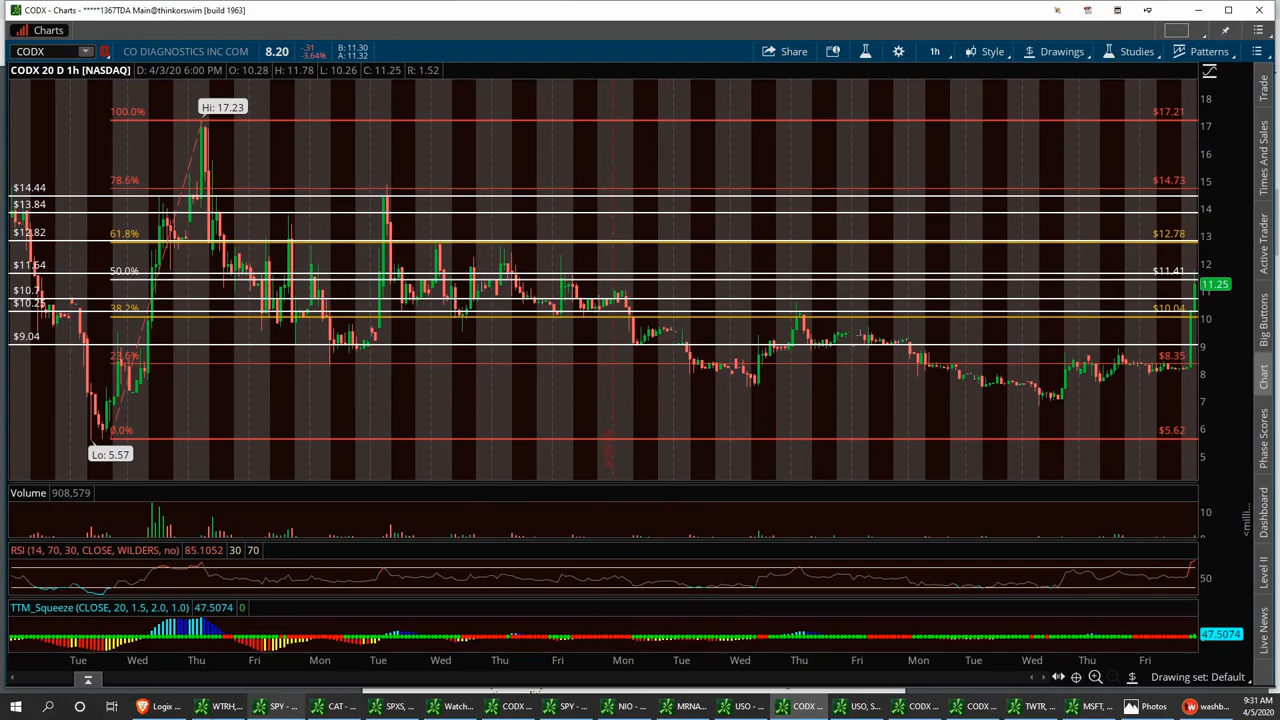 CODX - Charts - *****1367TDA Main@thinkorswim [build 1963]
Charts
CODX
CO DIAGNOSTICS INC COM
8.20
-.31
-3.64%
B: 11.30
A: 11.32
Share
1h
Style
Drawings
Studies
Patterns
CODX 20 D 1h [NASDAQ]
D: 4/3/20 6:00 PM
O: 10.28
H: 11.78
L: 10.26
C: 11.25
R: 1.52
Hi: 17.23
100.0%
$17.21
78.6%
$14.73
$14.44
$13.84
61.8%
$12.82
$12.78
$11.64
50.0%
$11.41
$10.7
$10.25
38.2%
$10.04
$9.04
23.6%
$8.35
0.0%
$5.62
Lo: 5.57
18
17
16
15
14
13
12
11.25
10
9
8
7
6
5
Volume 908,579
10
<milli...
RSI (14, 70, 30, CLOSE, WILDERS, no) 85.1052 30 70
50
TTM_Squeeze (CLOSE, 20, 1.5, 2.0, 1.0) 47.5074 0
47.5074
Tue Wed Thu Fri Mon Tue Wed Thu Fri Mon Tue Wed Thu Fri Mon Tue Wed Thu Fri
Drawing set: Default
Trade
Times And Sales
Active Trader
Big Buttons
Chart
Phase Scores
Dashboard
Level II
Live News
Logix ...
WTRH,...
SPY - ...
CAT - ...
SPXS, ...
Watch...
CODX ...
SPY - ...
NIO - ...
MRNA...
USO - ...
CODX ...
USO, S...
CODX ...
CODX ...
TWTR, ...
MSFT, ...
Photos
washb...
9:31 AM
4/5/2020